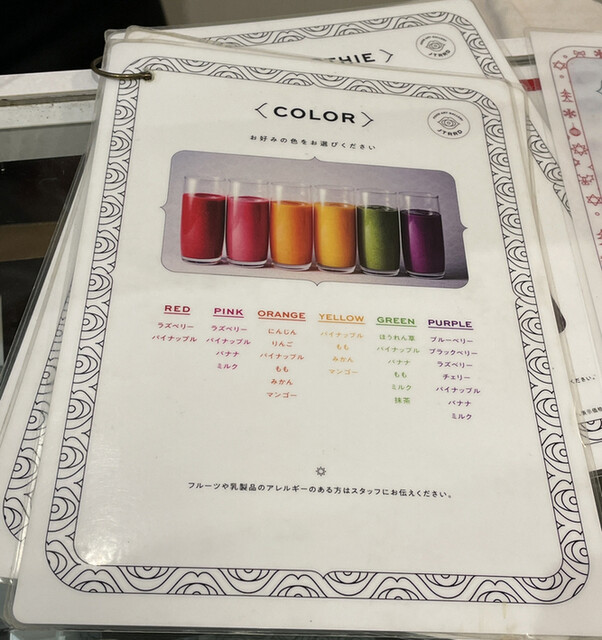 THIE 〉
JTRRD
〈 COLOR 〉
JTRRD
お好みの色をお選びください
RED
ラズベリー
パイナップル
PINK
ラズベリー
パイナップル
バナナ
ミルク
ORANGE
にんじん
りんご
パイナップル
もも
みかん
マンゴー
YELLOW
パイナップル
もも
みかん
マンゴー
GREEN
ほうれん草
パイナップル
バナナ
もも
ミルク
抹茶
PURPLE
ブルーベリー
ブラックベリー
ラズベリー
チェリー
パイナップル
バナナ
ミルク
フルーツや乳製品のアレルギーのある方はスタッフにお伝えください。